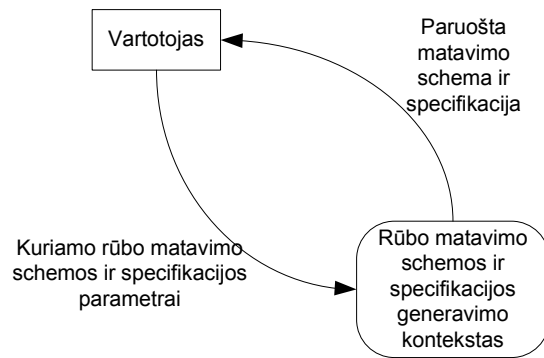 Vartotojas
Paruošta
matavimo
schema ir
specifikacija
Kuriamo rūbo matavimo
schemos ir specifikacijos
parametrai
Rūbo matavimo
schemos ir
specifikacijos
generavimo
kontekstas